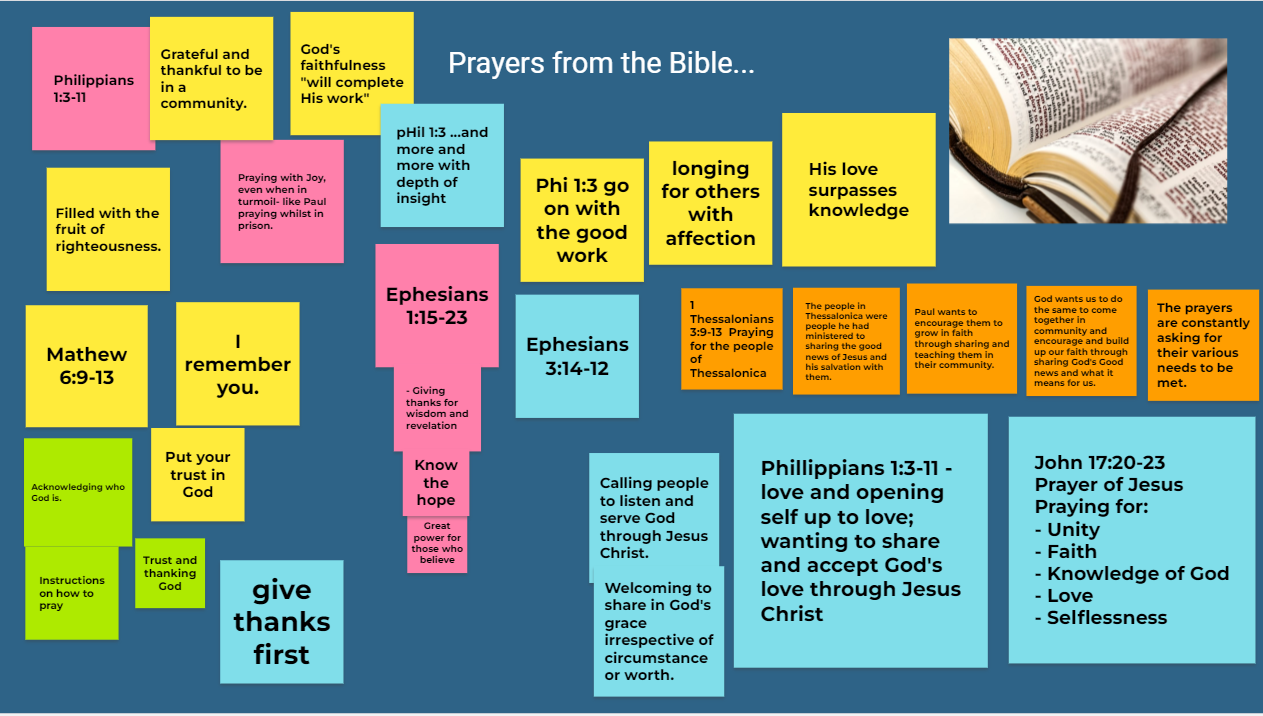 Prayers from the Bible...
Philippians
1:3-11
Grateful and
thankful to be
in a
community.
God's
faithfulness
"will complete
His work"
pHil 1:3 ...and
more and
more with
depth of
insight
Praying with Joy,
even when in
turmoil- like Paul
praying whilst in
prison.
Filled with the
fruit of
righteousness.
Phi 1:3 go
on with
the good
work
longing
for others
with
affection
His love
surpasses
knowledge
Ephesians
1:15-23
- Giving
thanks for
wisdom and
revelation
Know
the
hope
Great
power for
those who
believe
Ephesians
3:14-12
1
Thessalonians
3:9-13 Praying
for the people
of
Thessalonica
The people in
Thessalonica were
people he had
ministered to
sharing the good
news of Jesus and
his salvation with
them.
Paul wants to
encourage them to
grow in faith
through sharing and
teaching them in
their community.
God wants us to do
the same to come
together in
community and
encourage and build
up our faith through
sharing God's Good
news and what it
means for us.
The prayers
are constantly
asking for
their various
needs to be
met.
Mathew
6:9-13
I
remember
you.
Acknowledging who
God is.
Put your
trust in
God
Instructions
on how to
pray
Trust and
thanking
God
give
thanks
first
Calling people
to listen and
serve God
through Jesus
Christ.
Welcoming to
share in God's
grace
irrespective of
circumstance
or worth.
Phillippians 1:3-11 -
love and opening
self up to love;
wanting to share
and accept God's
love through Jesus
Christ
John 17:20-23
Prayer of Jesus
Praying for:
- Unity
- Faith
- Knowledge of God
- Love
- Selflessness